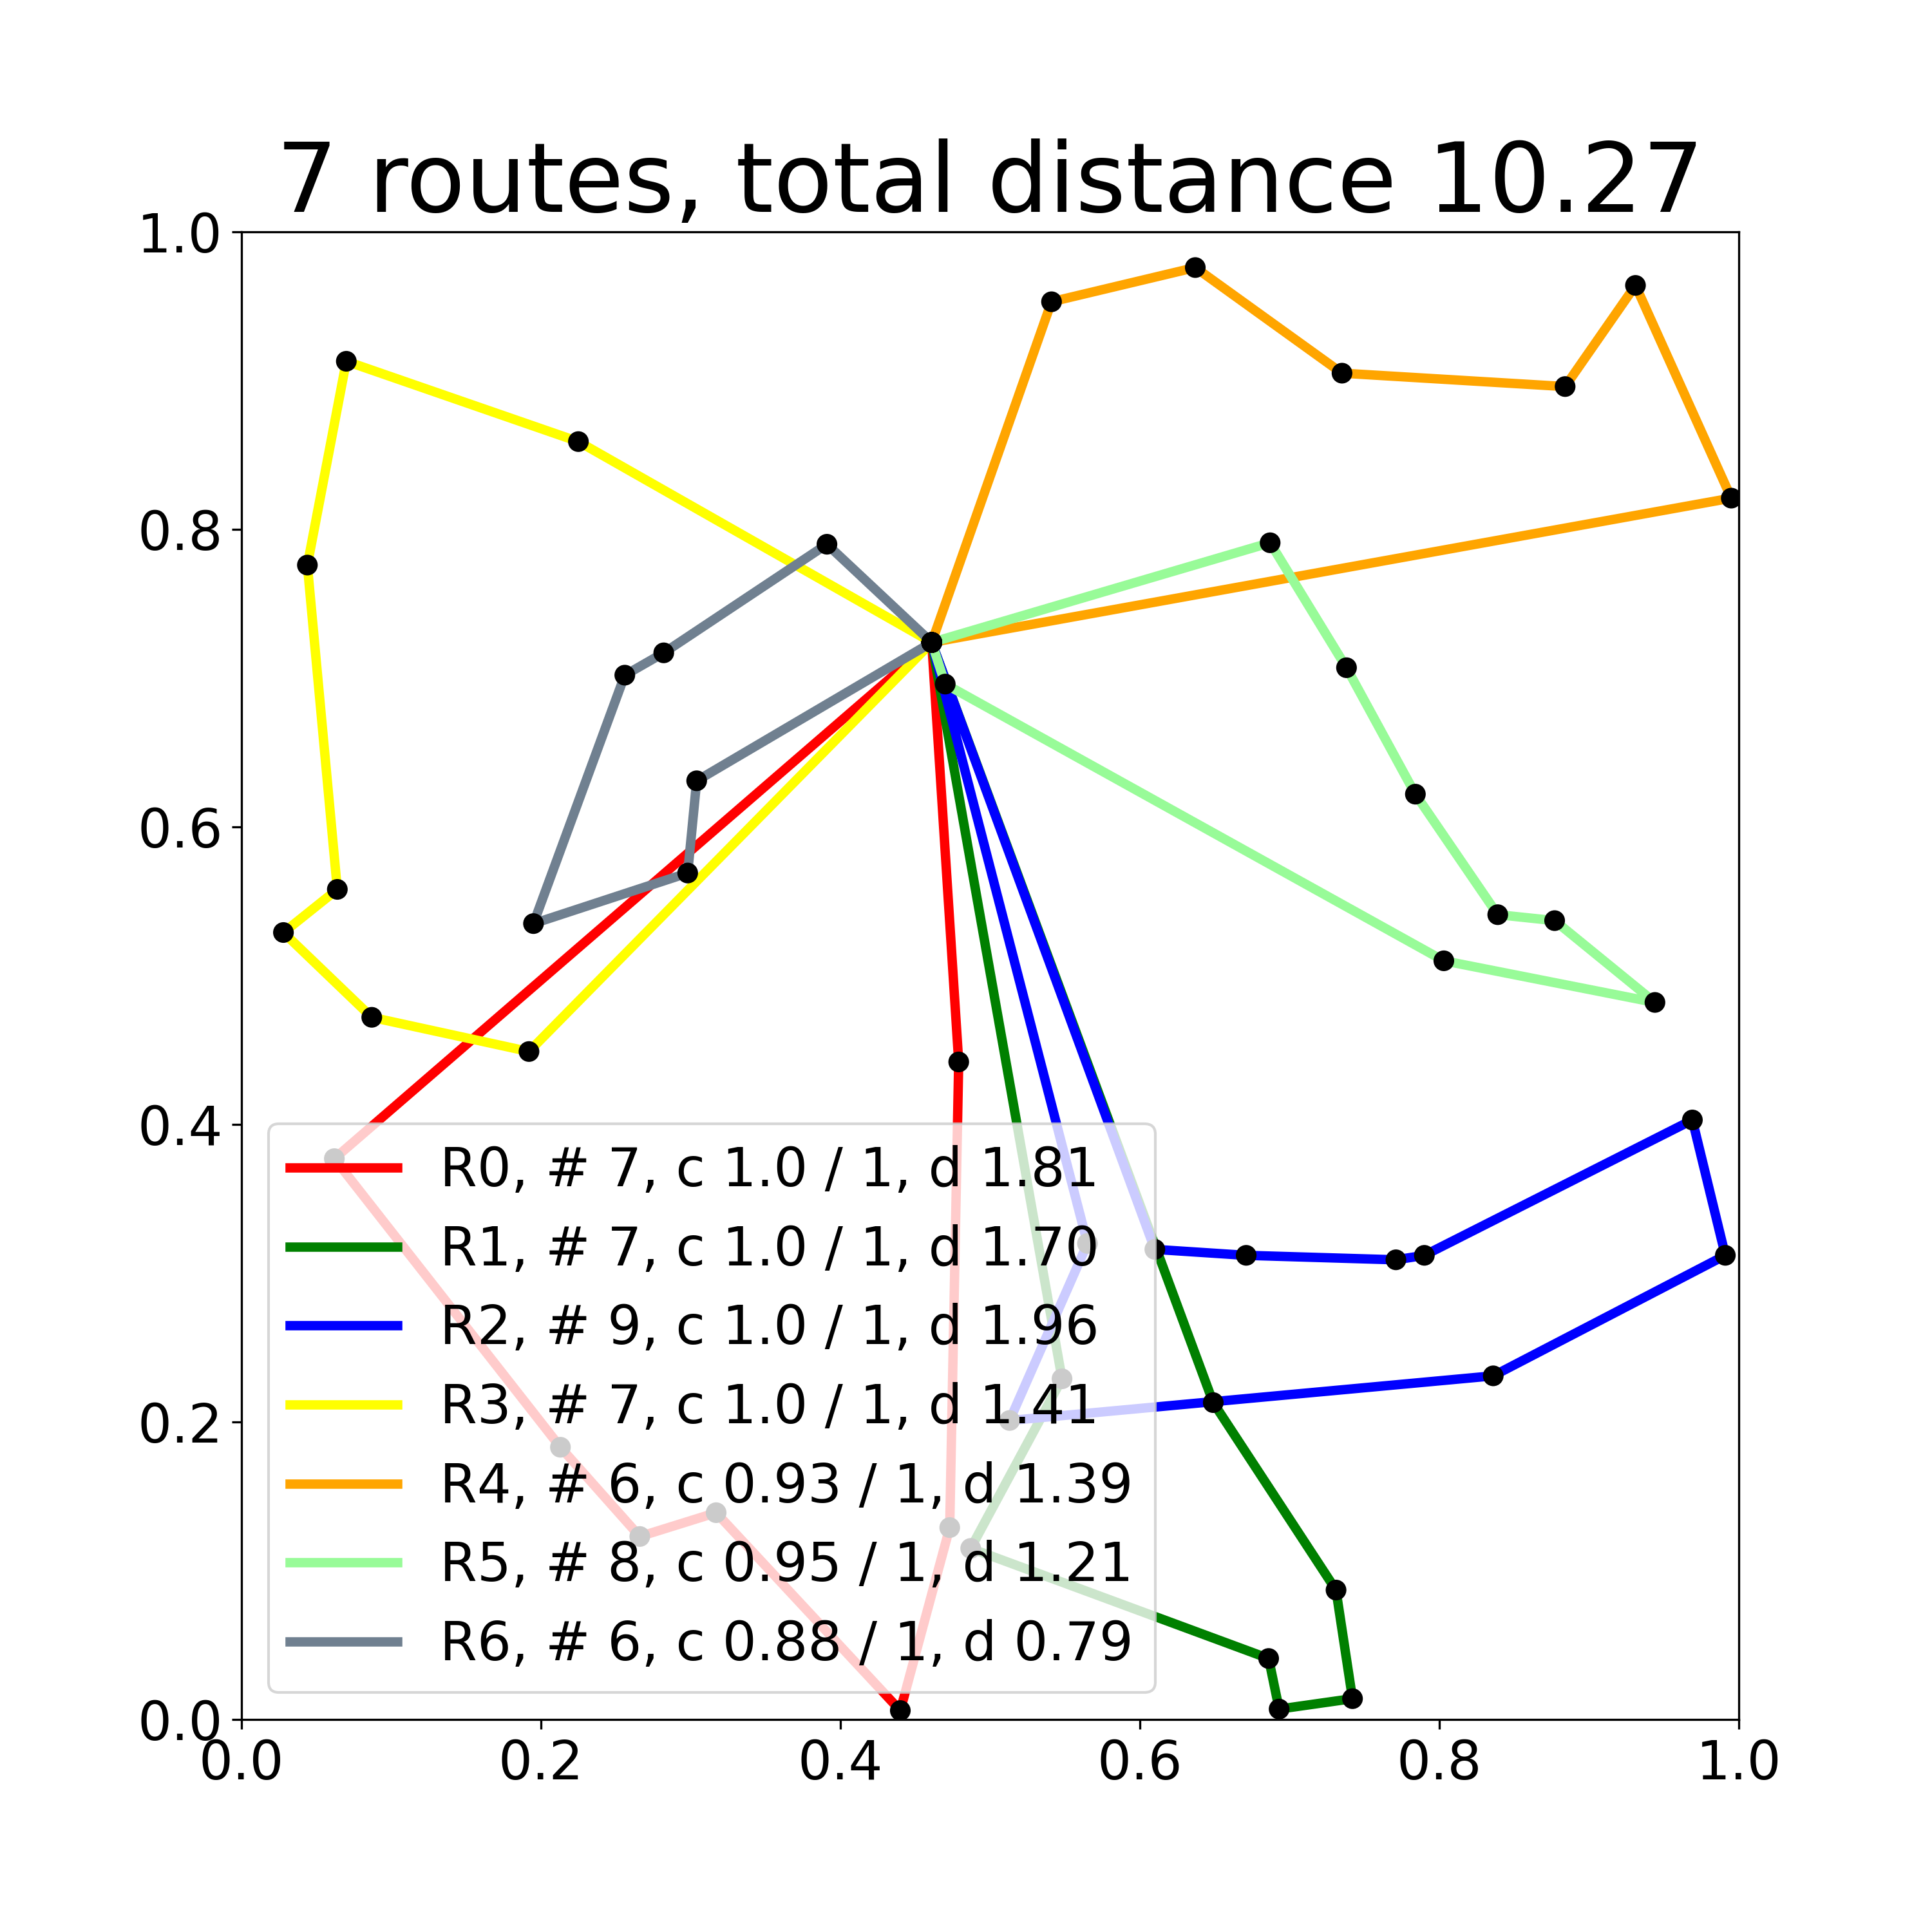 7 routes, total distance 10.27
1.0
0.8
0.6
0.4
0.2
0.0
R0, # 7, c 1.0 / 1, d 1.81
R1, # 7, c 1.0 / 1, d 1.70
R2, # 9, c 1.0 / 1, d 1.96
R3, # 7, c 1.0 / 1, d 1.41
R4, # 6, c 0.93 / 1, d 1.39
R5, # 8, c 0.95 / 1, d 1.21
R6, # 6, c 0.88 / 1, d 0.79
0.0 0.2 0.4 0.6 0.8 1.0